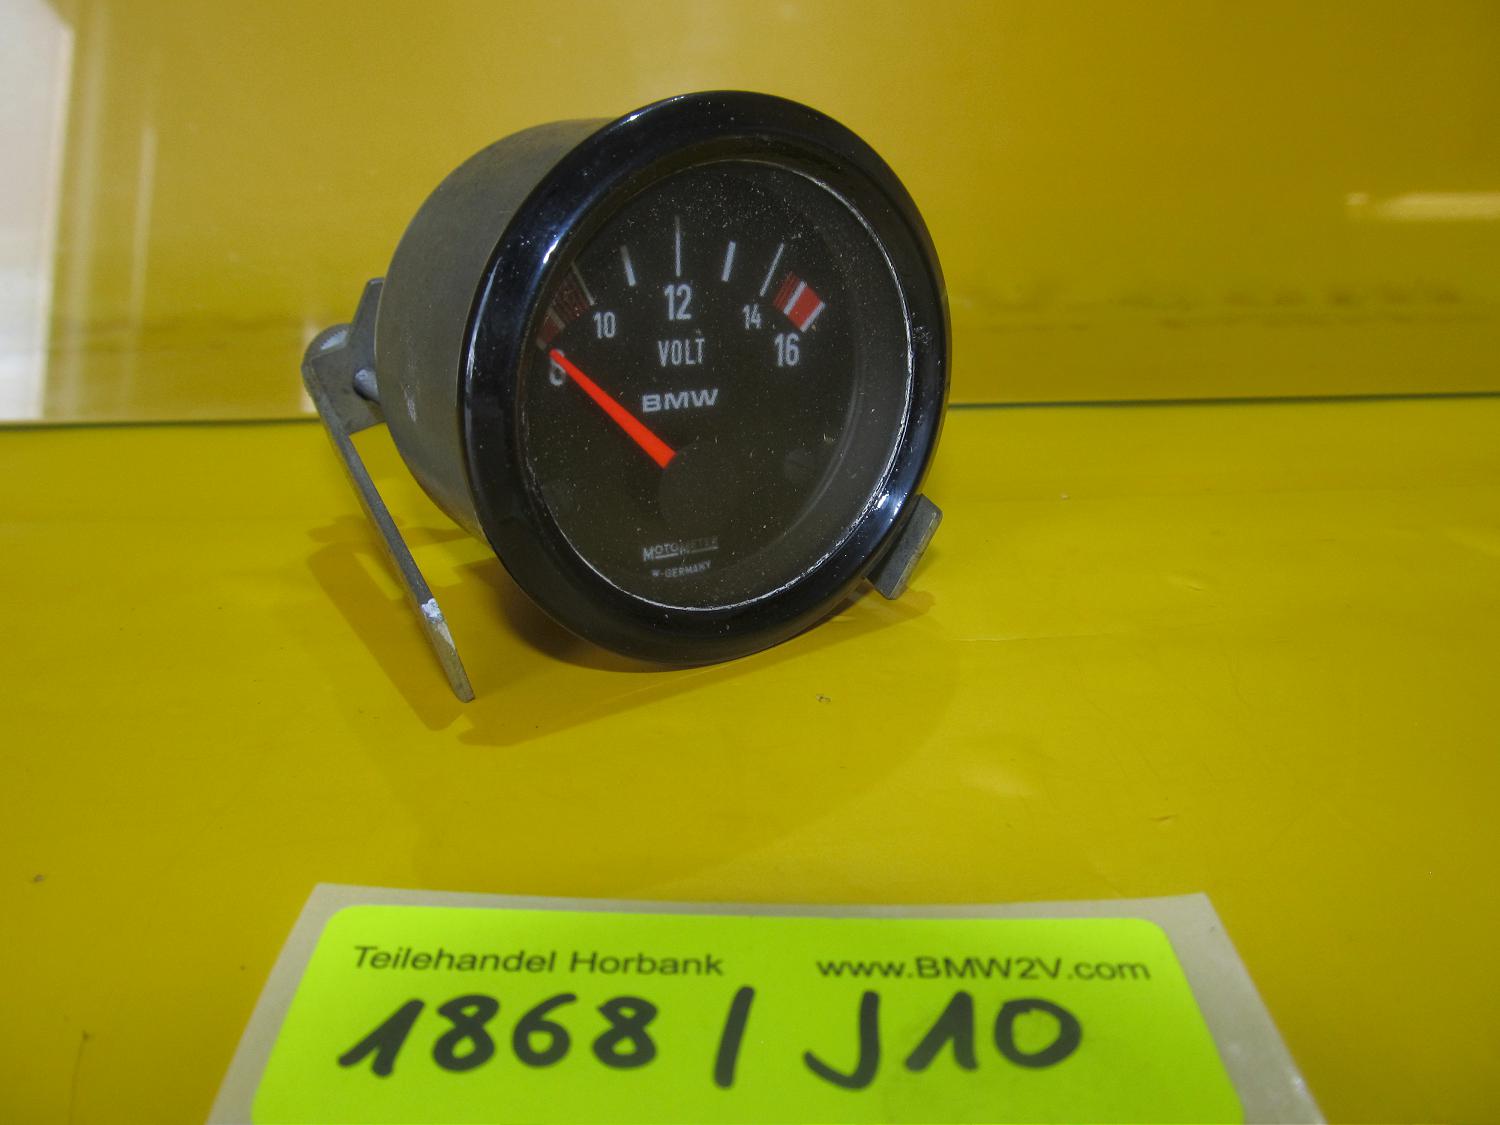 8 10 12 14 16
VOLT
BMW
MOTOMETER
W-GERMANY
Teilehandel Horbank www.BMW2V.com
1868 / J10